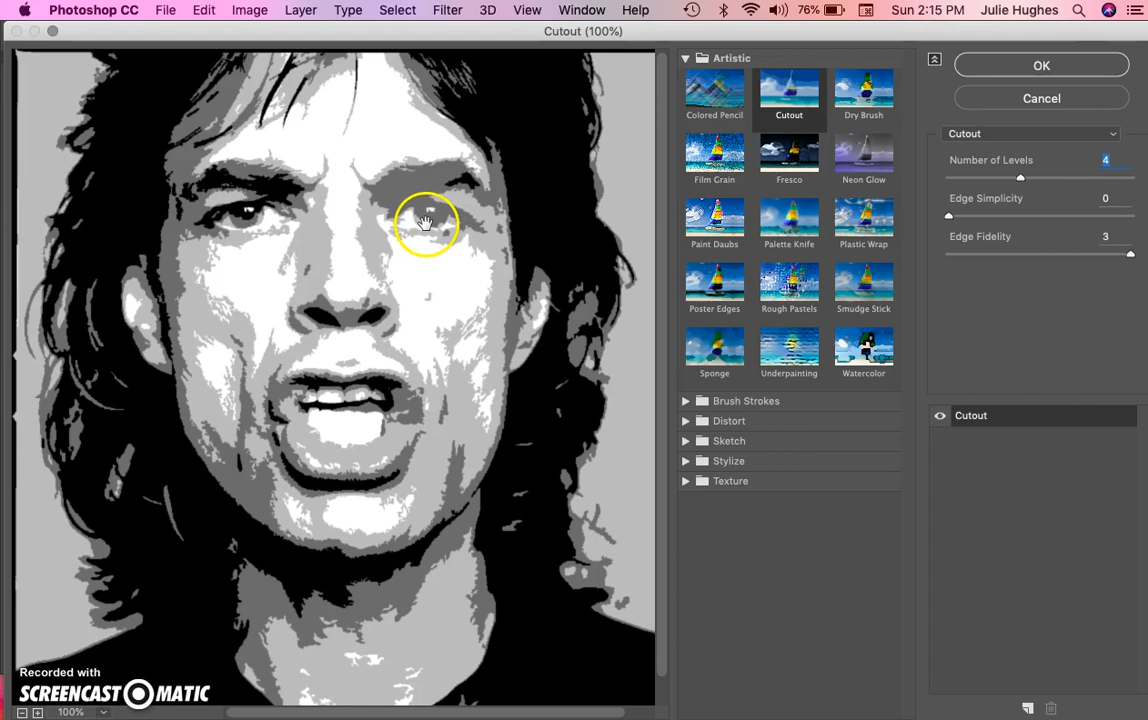 Photoshop CC File Edit Image Layer Type Select Filter 3D View Window Help 76% Sun 2:15 PM Julie Hughes
Cutout (100%)
Artistic
Colored Pencil Cutout Dry Brush
Film Grain Fresco Neon Glow
Paint Daubs Palette Knife Plastic Wrap
Poster Edges Rough Pastels Smudge Stick
Sponge Underpainting Watercolor
Brush Strokes
Distort
Sketch
Stylize
Texture
OK
Cancel
Cutout
Number of Levels 4
Edge Simplicity 0
Edge Fidelity 3
Cutout
Recorded with
SCREENCAST O MATIC
100%